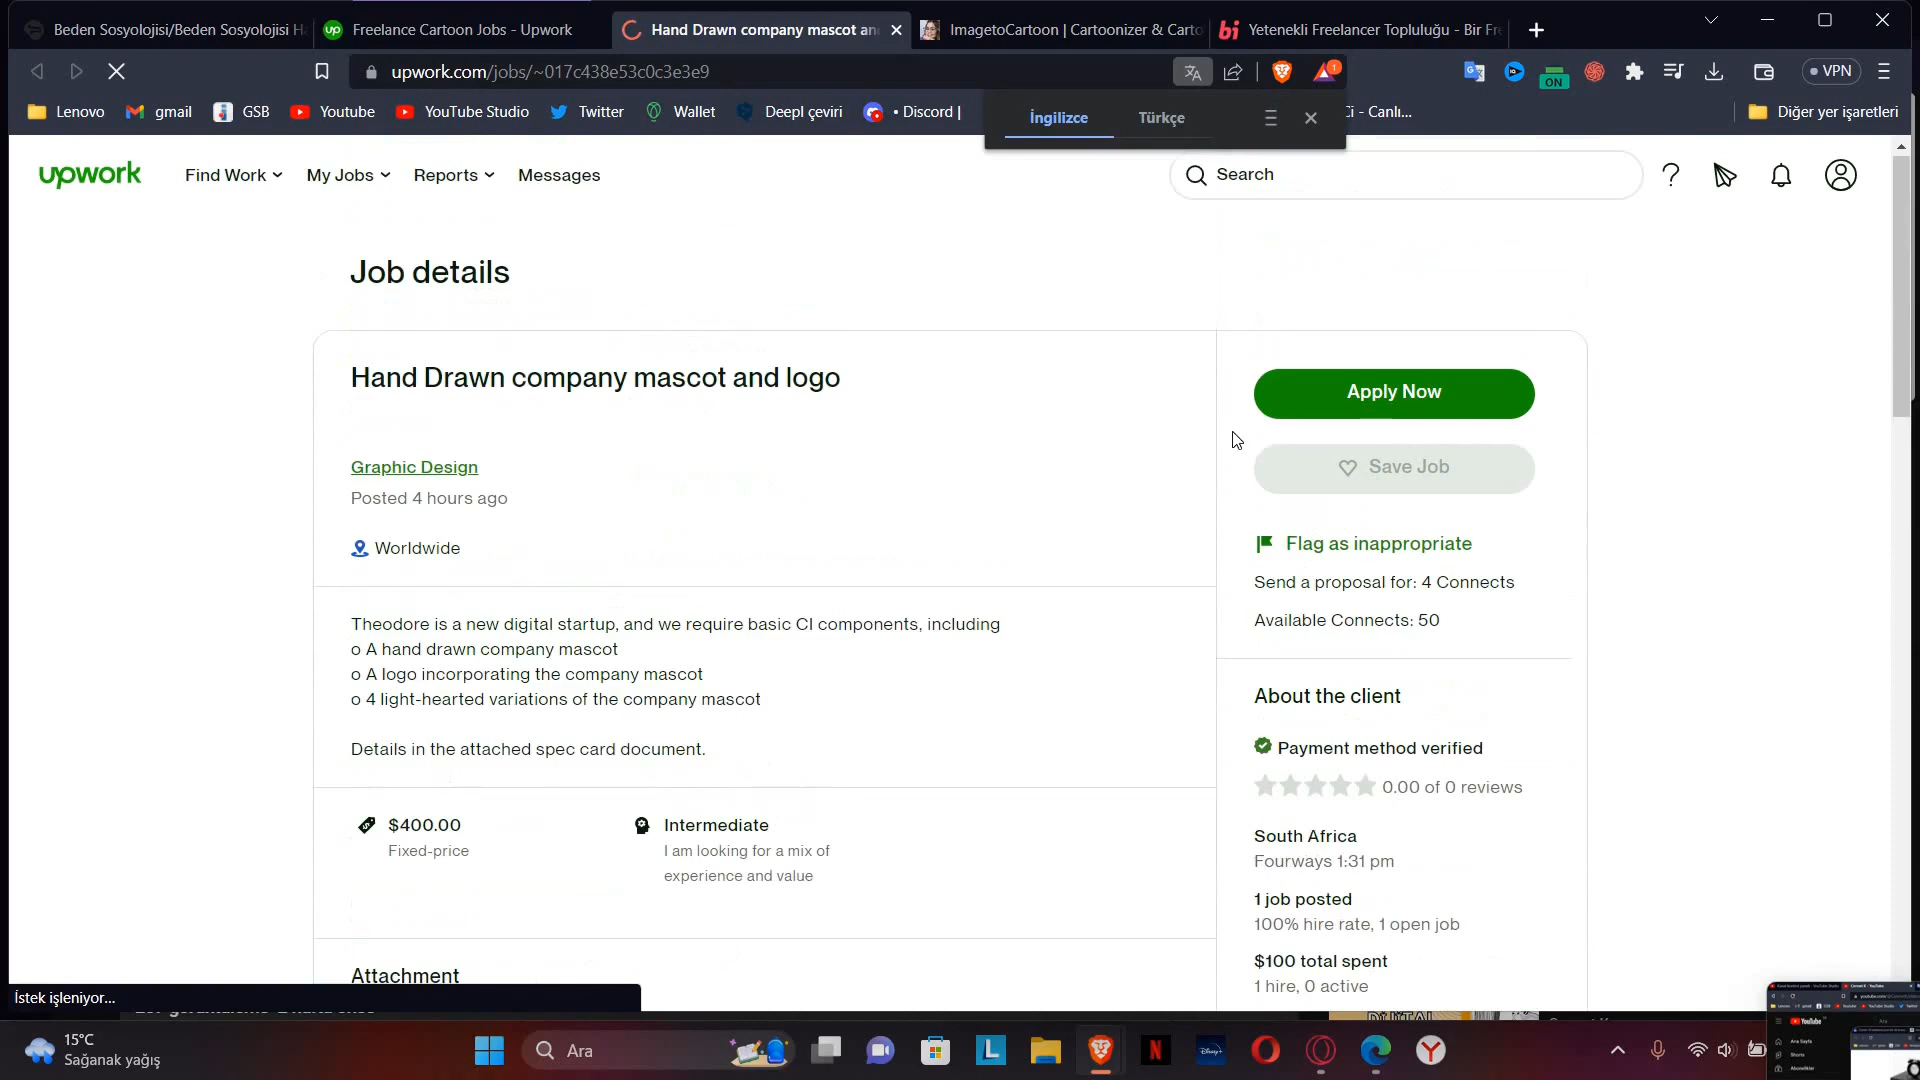 Beden Sosyolojisi/Beden Sosyolojisi H
Freelance Cartoon Jobs - Upwork
Hand Drawn company mascot an
ImagetoCartoon | Cartoonizer & Carto
Yetenekli Freelancer Topluluğu - Bir Fr
upwork.com/jobs/~017c438e53c0c3e3e9
1
ON
VPN
Lenovo
gmail
GSB
Youtube
YouTube Studio
Twitter
Wallet
Deepl çeviri
• Discord |
İngilizce
Türkçe
Ci - Canlı...
Diğer yer işaretleri
upwork
Find Work
My Jobs
Reports
Messages
Search
Job details
Hand Drawn company mascot and logo
Graphic Design
Posted 4 hours ago
Worldwide
Theodore is a new digital startup, and we require basic CI components, including
o A hand drawn company mascot
o A logo incorporating the company mascot
o 4 light-hearted variations of the company mascot
Details in the attached spec card document.
$400.00
Fixed-price
Intermediate
I am looking for a mix of
experience and value
Attachment
Apply Now
Save Job
Flag as inappropriate
Send a proposal for: 4 Connects
Available Connects: 50
About the client
Payment method verified
0.00 of 0 reviews
South Africa
Fourways 1:31 pm
1 job posted
100% hire rate, 1 open job
$100 total spent
1 hire, 0 active
İstek işleniyor...
15°C
Sağanak yağış
Ara